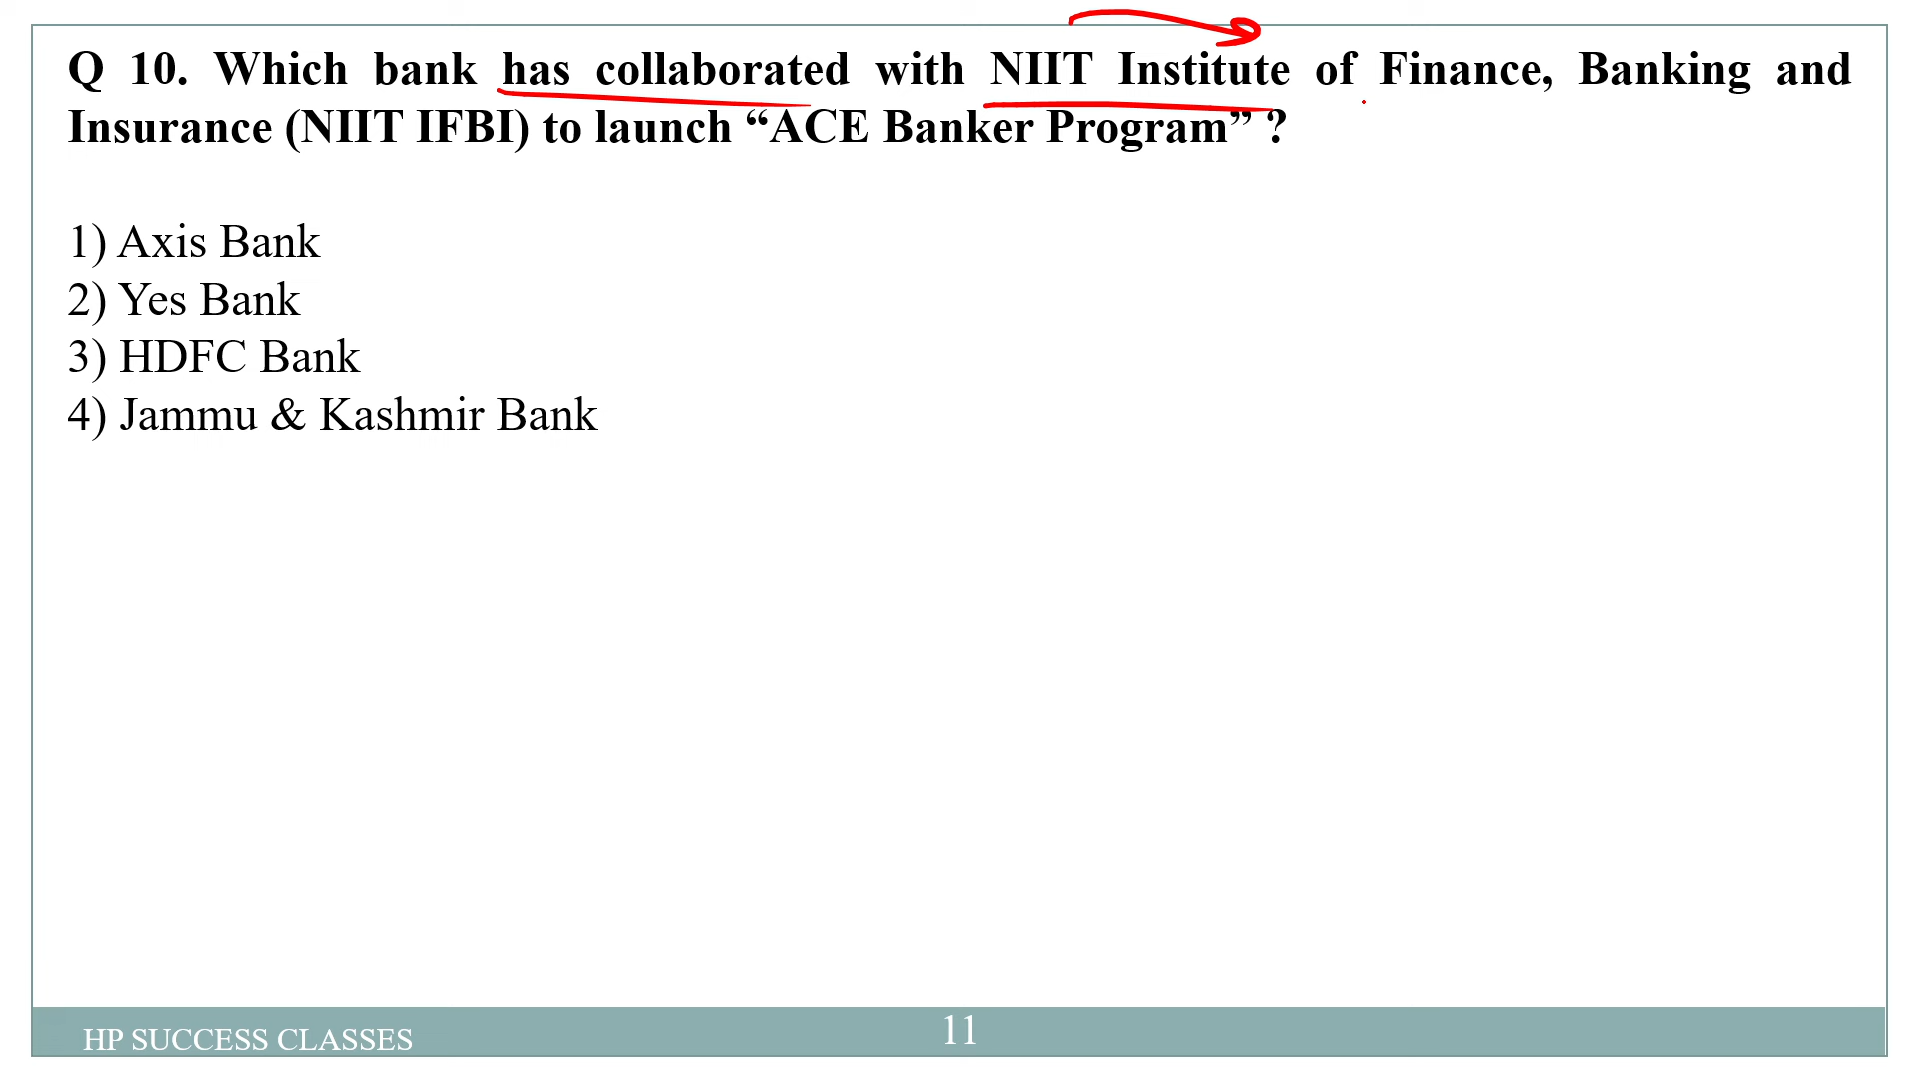 Q 10. Which bank has collaborated with NIIT Institute of Finance, Banking and
Insurance (NIIT IFBI) to launch “ACE Banker Program” ?
1) Axis Bank
2) Yes Bank
3) HDFC Bank
4) Jammu & Kashmir Bank
HP SUCCESS CLASSES
11